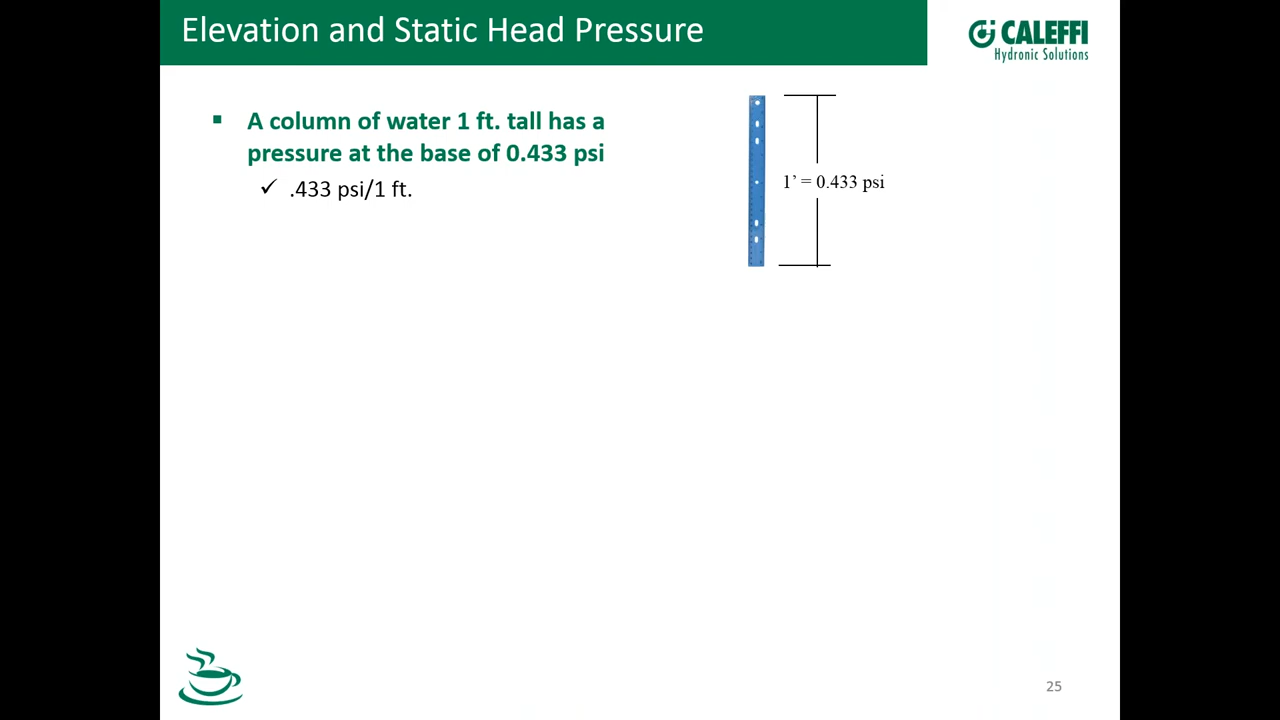 Elevation and Static Head Pressure
CALEFFI
Hydronic Solutions
▪ A column of water 1 ft. tall has a
pressure at the base of 0.433 psi
✓ .433 psi/1 ft.
1’ = 0.433 psi
25